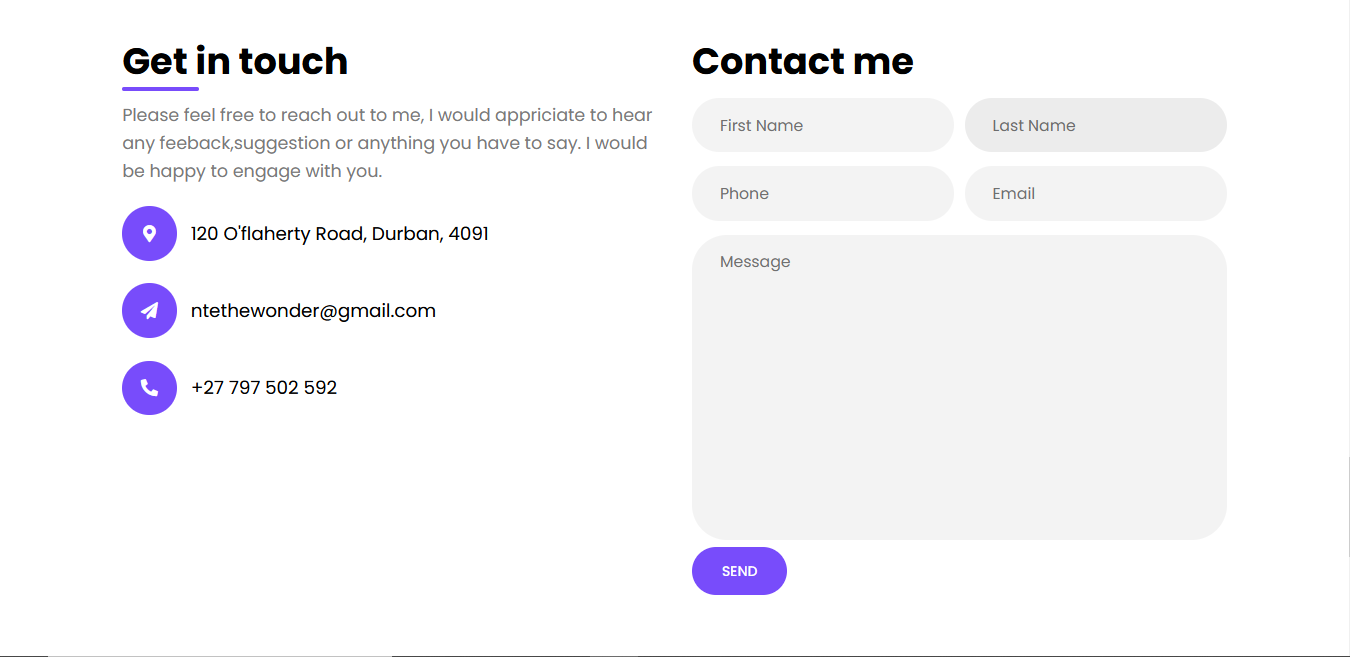 Get in touch
Please feel free to reach out to me, I would appriciate to hear
any feeback,suggestion or anything you have to say. I would
be happy to engage with you.
120 O'flaherty Road, Durban, 4091
ntethewonder@gmail.com
+27 797 502 592
Contact me
First Name
Last Name
Phone
Email
Message
SEND